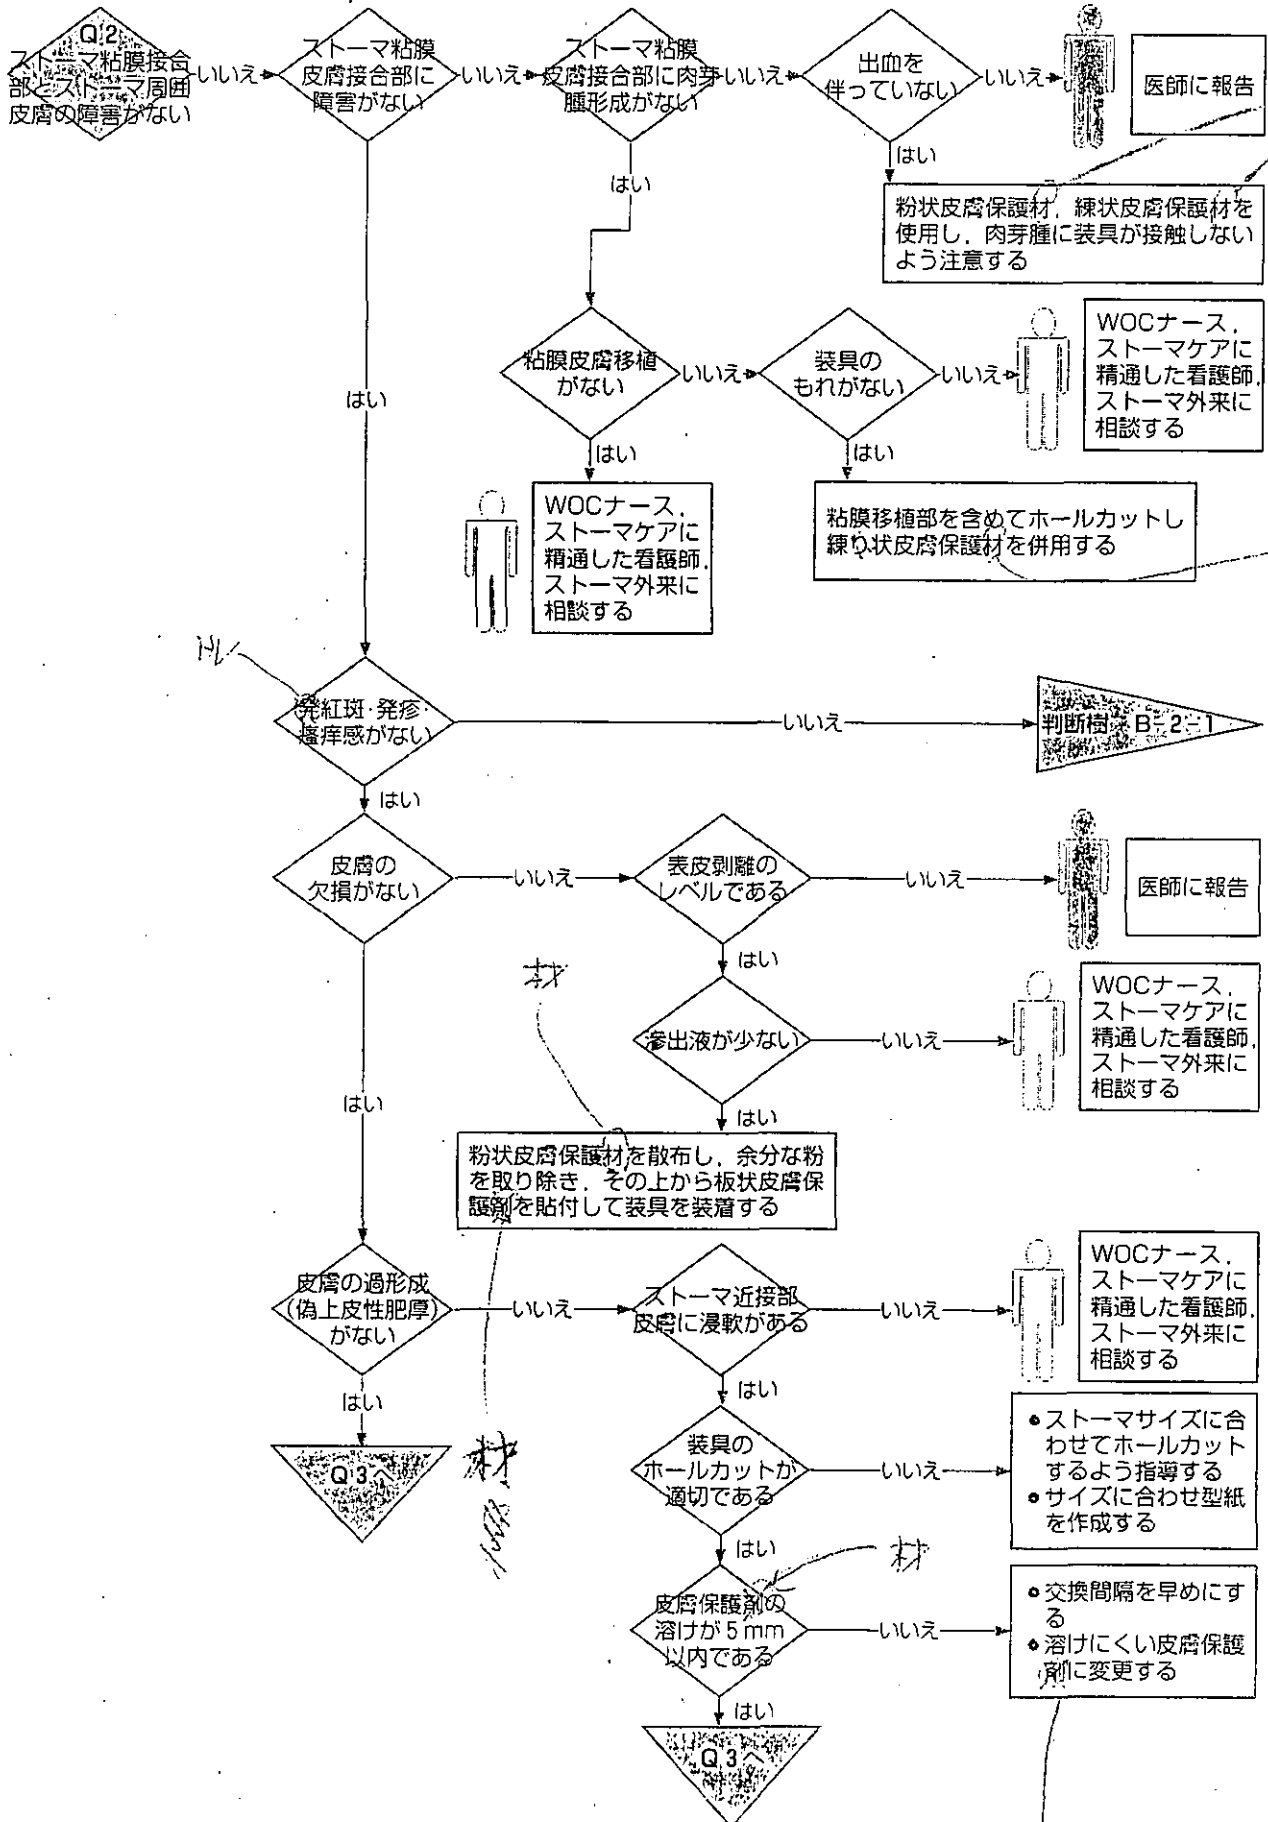 Q2
ストーマ粘膜接合
部とストーマ周囲
皮膚の障害がない
いいえ
ストーマ粘膜
皮膚接合部に
障害がない
いいえ
ストーマ粘膜
皮膚接合部に肉芽
腫形成がない
いいえ
出血を
伴っていない
いいえ
医師に報告
はい
粉状皮膚保護材，練状皮膚保護材を
使用し，肉芽腫に装具が接触しない
よう注意する
はい
粘膜皮膚移植
がない
いいえ
装具の
もれがない
いいえ
WOCナース，
ストーマケアに
精通した看護師，
ストーマ外来に
相談する
はい
WOCナース，
ストーマケアに
精通した看護師，
ストーマ外来に
相談する
はい
粘膜移植部を含めてホールカットし
練り状皮膚保護材を併用する
はい
発紅斑·発疹·
瘙痒感がない
いいえ
判断樹 B-2-1
はい
皮膚の
欠損がない
いいえ
表皮剥離の
レベルである
いいえ
医師に報告
はい
材
滲出液が少ない
いいえ
WOCナース，
ストーマケアに
精通した看護師，
ストーマ外来に
相談する
はい
粉状皮膚保護材を散布し，余分な粉
を取り除き，その上から板状皮膚保
護剤を貼付して装具を装着する
はい
皮膚の過形成
（偽上皮性肥厚）
がない
いいえ
ストーマ近接部
皮膚に浸軟がある
いいえ
WOCナース，
ストーマケアに
精通した看護師，
ストーマ外来に
相談する
はい
Q3へ
材
はい
装具の
ホールカットが
適切である
いいえ
●ストーマサイズに合
わせてホールカット
するよう指導する
●サイズに合わせ型紙
を作成する
はい
材
皮膚保護剤の
溶けが5mm
以内である
いいえ
●交換間隔を早めにす
る
●溶けにくい皮膚保護
剤に変更する
はい
Q3へ